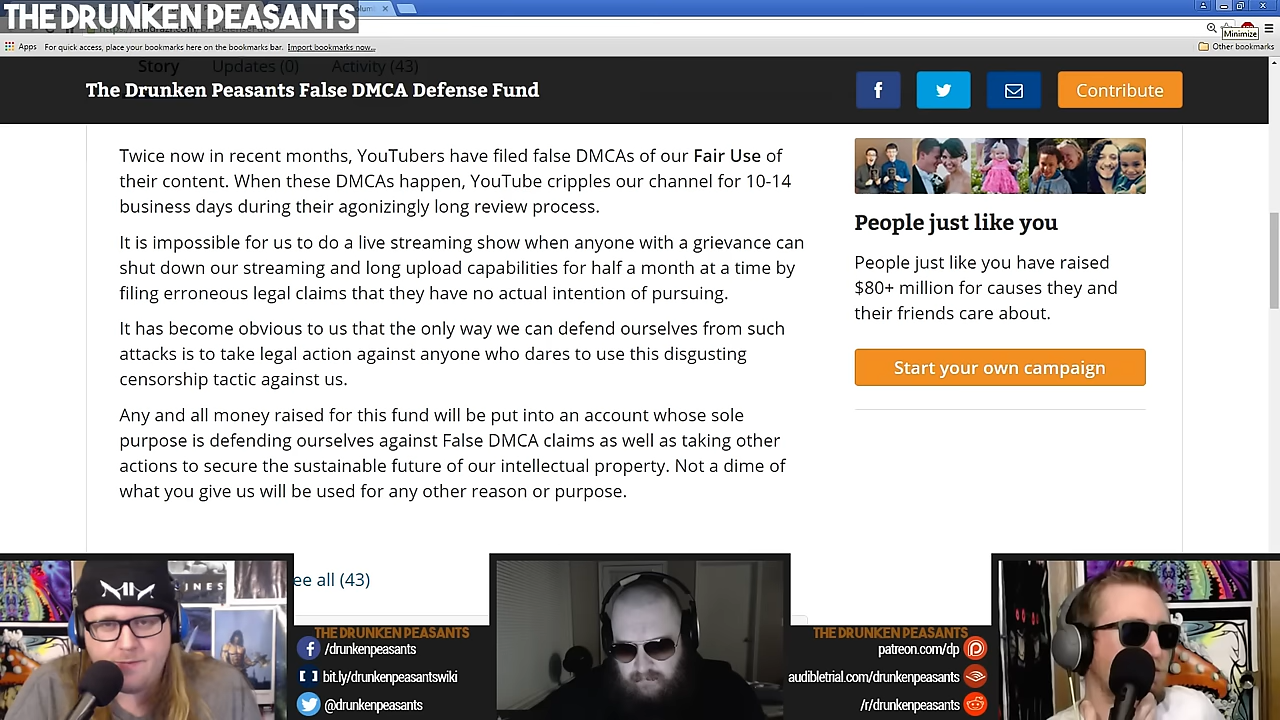 THE DRUNKEN PEASANTS
Minimize
Apps For quick access, place your bookmarks here on the bookmarks bar. Import bookmarks now...
Other bookmarks
Story Updates (0) Activity (43)
The Drunken Peasants False DMCA Defense Fund
Contribute
Twice now in recent months, YouTubers have filed false DMCAs of our Fair Use of
their content. When these DMCAs happen, YouTube cripples our channel for 10-14
business days during their agonizingly long review process.
It is impossible for us to do a live streaming show when anyone with a grievance can
shut down our streaming and long upload capabilities for half a month at a time by
filing erroneous legal claims that they have no actual intention of pursuing.
It has become obvious to us that the only way we can defend ourselves from such
attacks is to take legal action against anyone who dares to use this disgusting
censorship tactic against us.
Any and all money raised for this fund will be put into an account whose sole
purpose is defending ourselves against False DMCA claims as well as taking other
actions to secure the sustainable future of our intellectual property. Not a dime of
what you give us will be used for any other reason or purpose.
People just like you
People just like you have raised
$80+ million for causes they and
their friends care about.
Start your own campaign
ee all (43)
INES
THE DRUNKEN PEASANTS
/drunkenpeasants
bit.ly/drunkenpeasantswiki
@drunkenpeasants
THE DRUNKEN PEASANTS
patreon.com/dp
audibletrial.com/drunkenpeasants
/r/drunkenpeasants